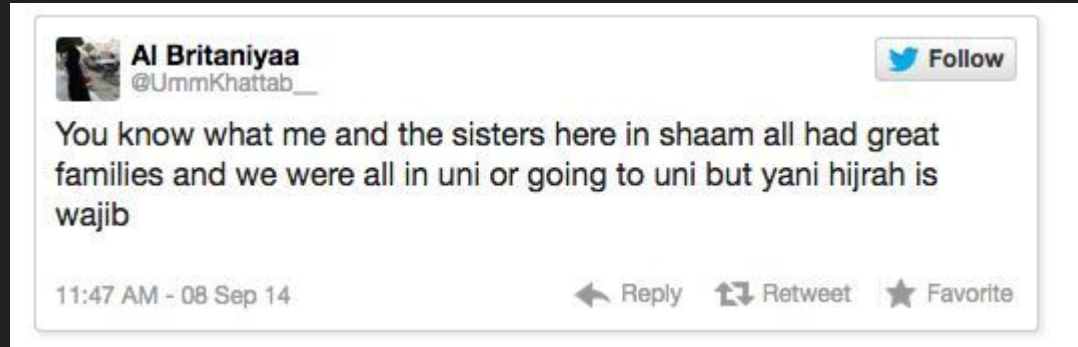 Al Britaniyaa
@UmmKhattab__
Follow
You know what me and the sisters here in shaam all had great
families and we were all in uni or going to uni but yani hijrah is
wajib
11:47 AM - 08 Sep 14 Reply Retweet Favorite